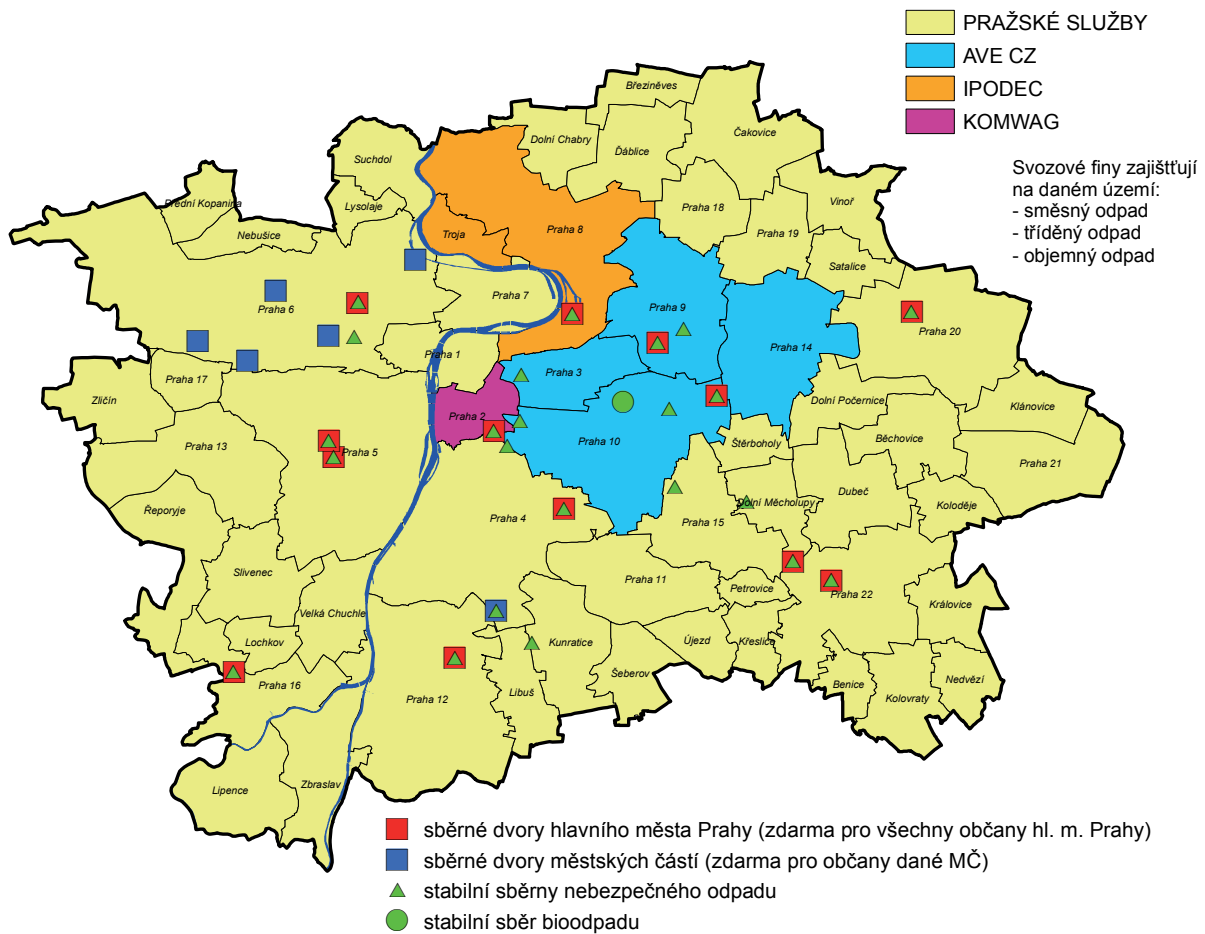 PRAŽSKÉ SLUŽBY
AVE CZ
IPODEC
KOMWAG
Svozové finy zajišťťují
na daném území:
- směsný odpad
- tříděný odpad
- objemný odpad
Březiněves
Dolní Chabry
Ďáblice
Čakovice
Suchdol
Přední Kopanina
Lysolaje
Nebušice
Troja
Praha 8
Praha 18
Vinoř
Praha 19
Satalice
Praha 6
Praha 7
Praha 9
Praha 20
Praha 1
Praha 14
Praha 3
Praha 17
Zličín
Dolní Počernice
Klánovice
Praha 2
Praha 13
Praha 5
Praha 10
Štěrboholy
Běchovice
Praha 21
Řeporyje
Praha 4
Praha 15
Dolní Měcholupy
Dubeč
Koloděje
Slivenec
Praha 11
Petrovice
Praha 22
Královice
Velká Chuchle
Lochkov
Kunratice
Újezd
Křeslice
Šeberov
Praha 16
Praha 12
Libuš
Benice
Kolovraty
Nedvězí
Lipence
Zbraslav
sběrné dvory hlavního města Prahy (zdarma pro všechny občany hl. m. Prahy)
sběrné dvory městských částí (zdarma pro občany dané MČ)
stabilní sběrny nebezpečného odpadu
stabilní sběr bioodpadu